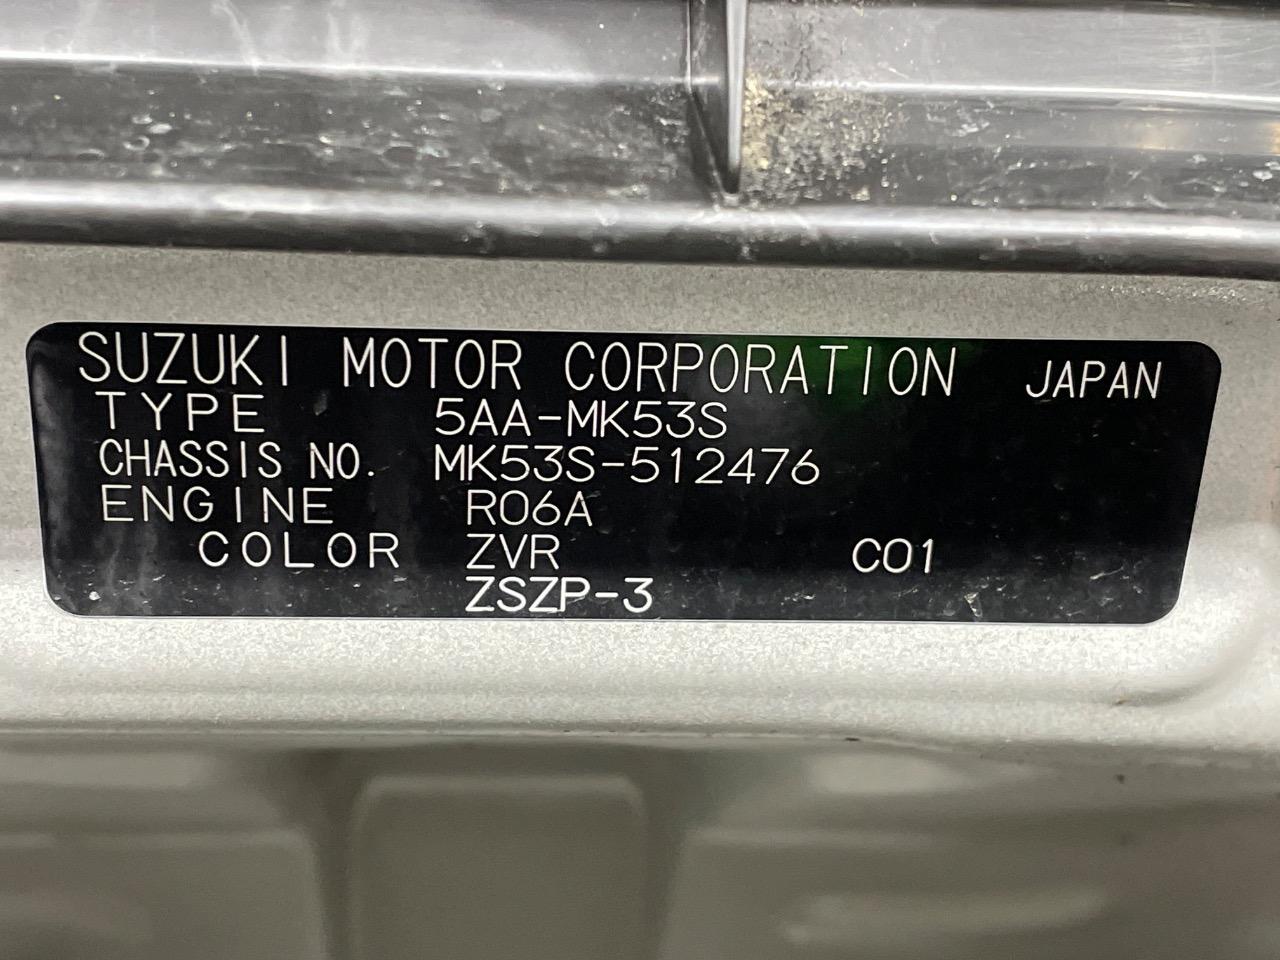 SUZUKI MOTOR CORPORATION JAPAN
TYPE 5AA-MK53S
CHASSIS NO. MK53S-512476
ENGINE R06A
COLOR ZVR C01
ZSZP-3